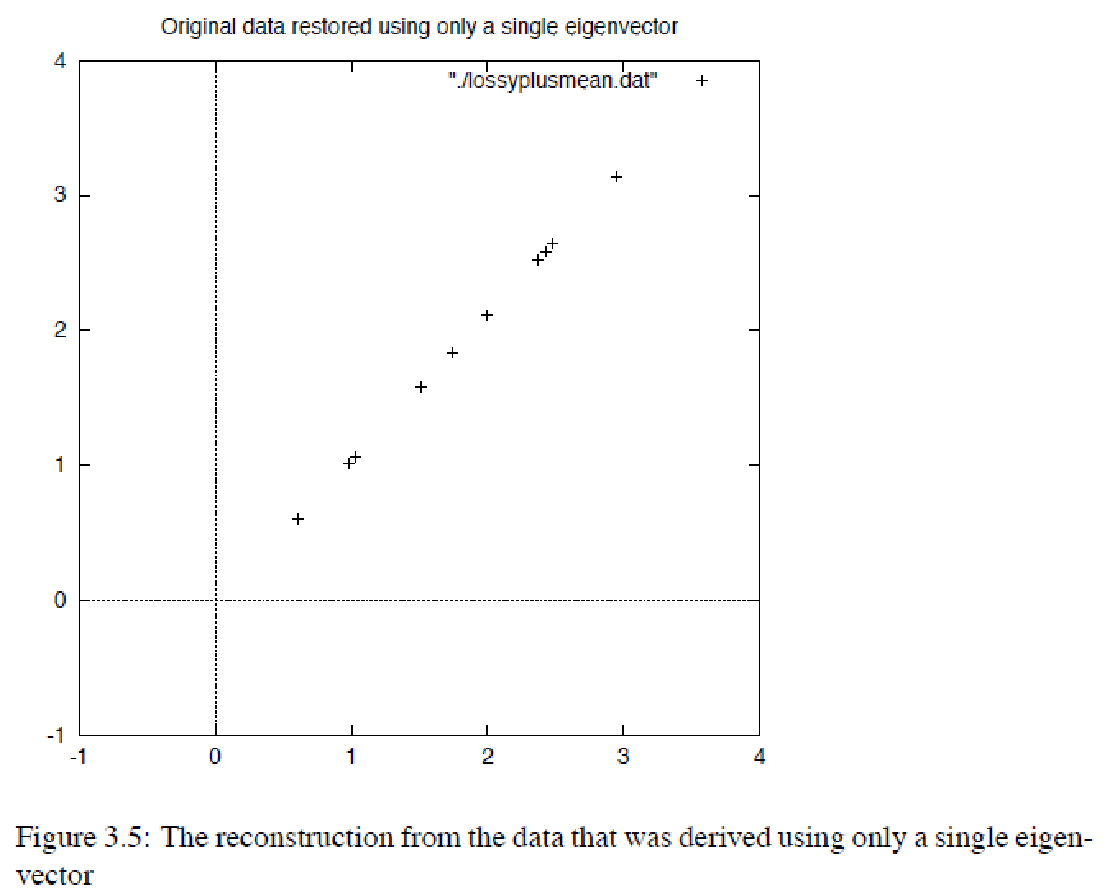 Original data restored using only a single eigenvector
4
"./lossyplusmean.dat"
3
2
1
0
-1
-1 0 1 2 3 4
Figure 3.5: The reconstruction from the data that was derived using only a single eigen-
vector